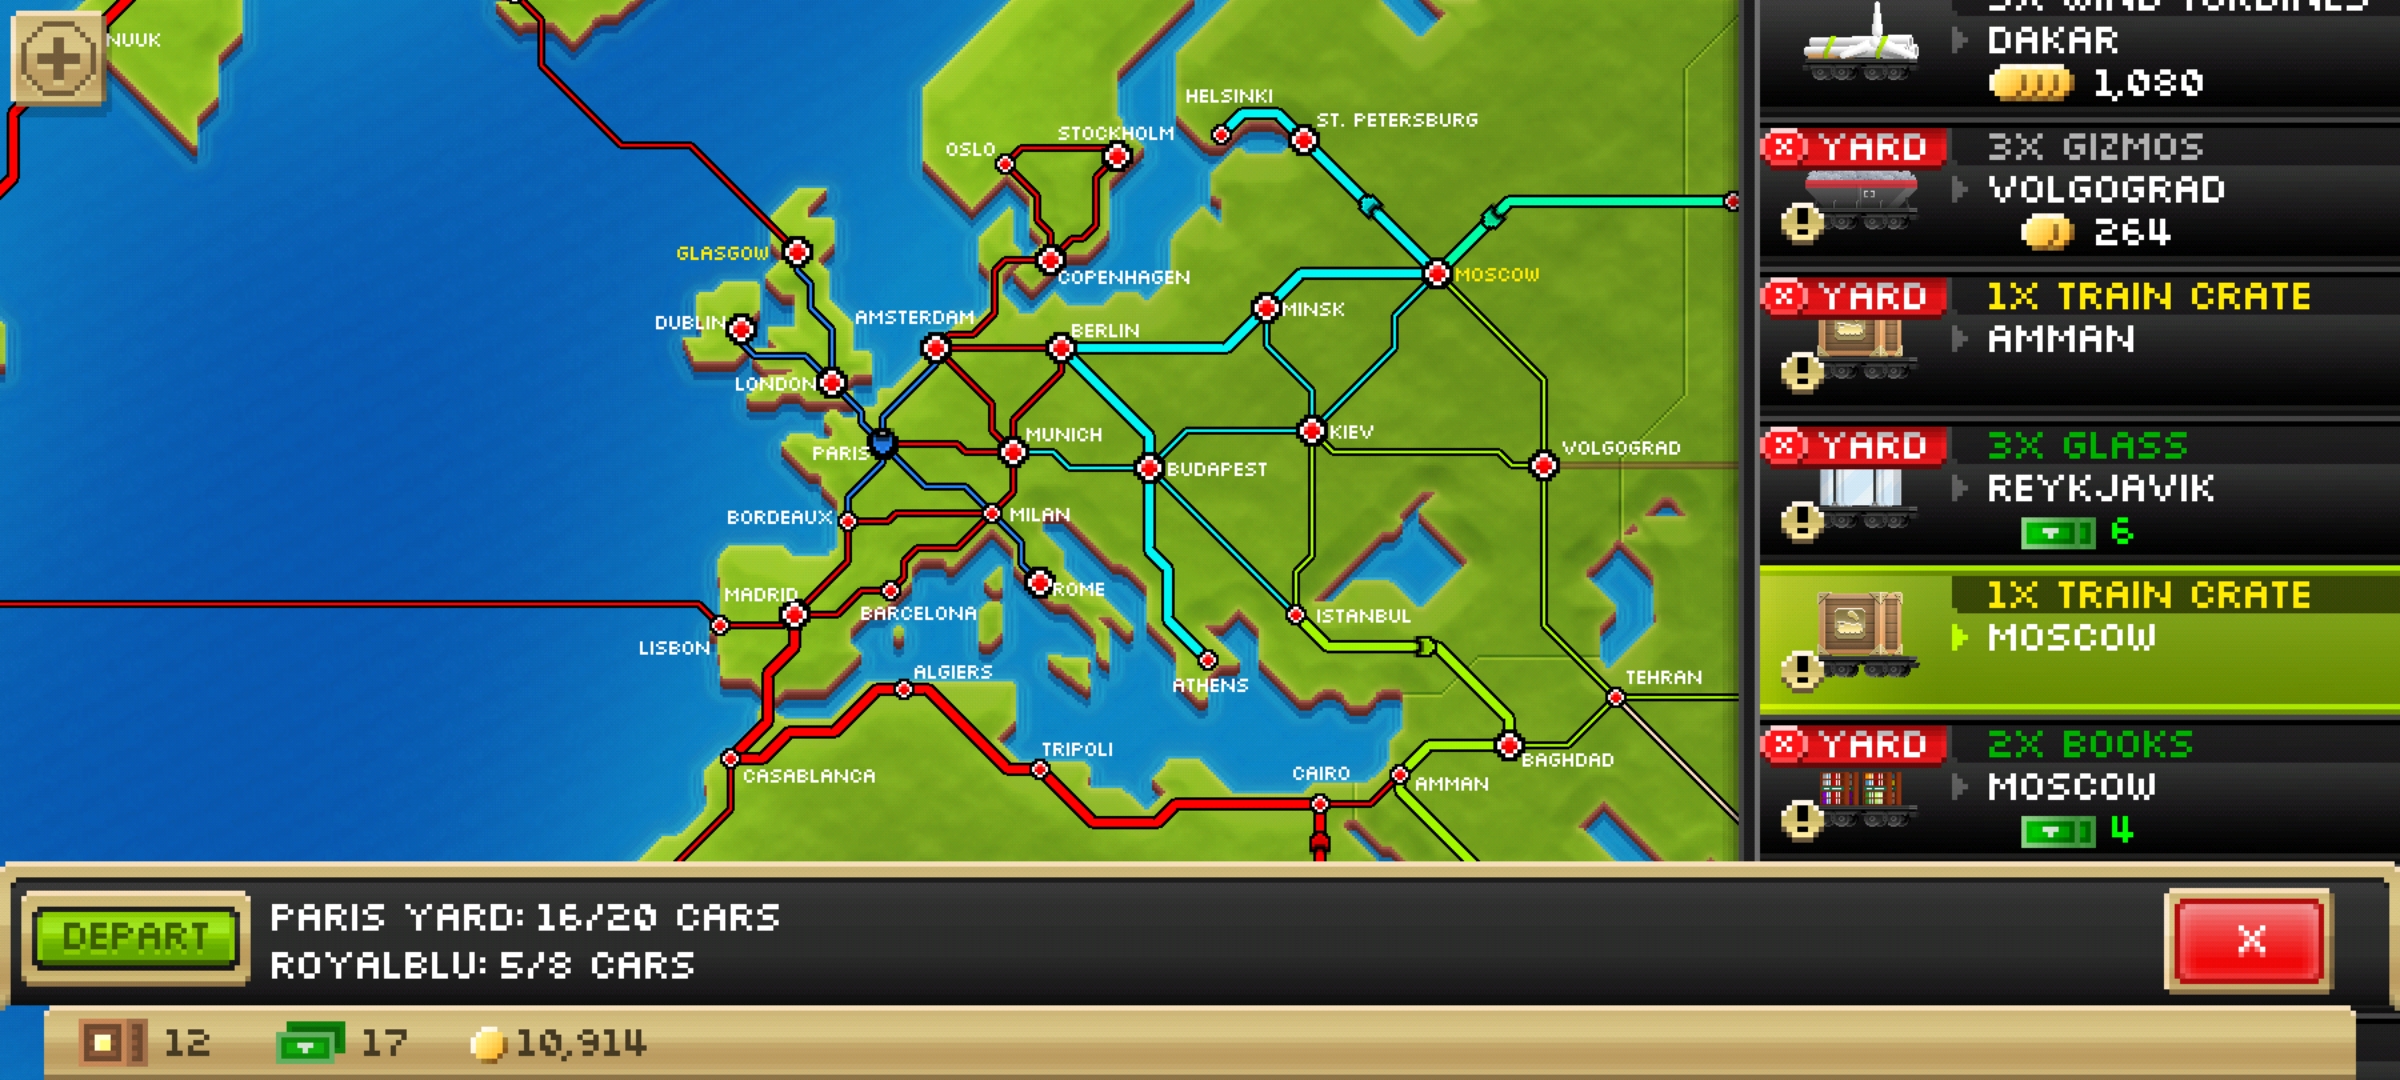 NUUK
HELSINKI
ST. PETERSBURG
STOCKHOLM
OSLO
GLASGOW
COPENHAGEN
MOSCOW
AMSTERDAM
DUBLIN
BERLIN
MINSK
LONDON
PARIS
MUNICH
KIEV
VOLGOGRAD
BUDAPEST
BORDEAUX
MILAN
MADRID
ROME
BARCELONA
ISTANBUL
LISBON
ALGIERS
ATHENS
TEHRAN
TRIPOLI
CASABLANCA
CAIRO
BAGHDAD
AMMAN
3X WIND TURBINES
DAKAR
1,080
YARD
3X GIZMOS
VOLGOGRAD
264
YARD
1X TRAIN CRATE
AMMAN
YARD
3X GLASS
REYKJAVIK
6
1X TRAIN CRATE
MOSCOW
YARD
2X BOOKS
MOSCOW
4
DEPART
PARIS YARD: 16/20 CARS
ROYALBLU: 5/8 CARS
X
12
17
10,914